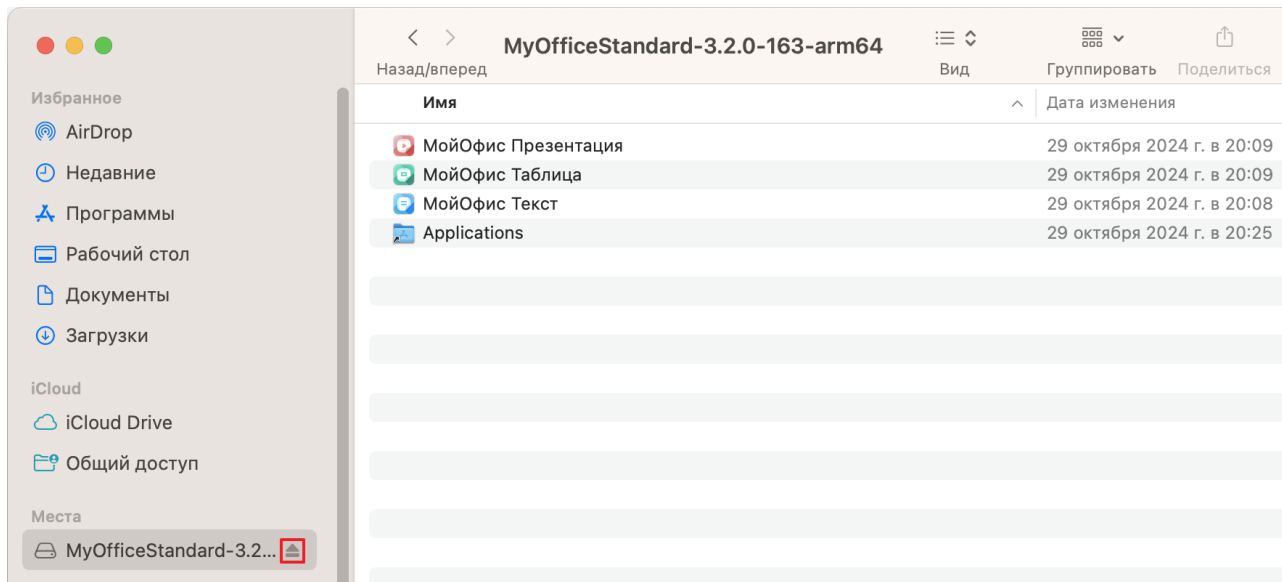 MyOfficeStandard-3.2.0-163-arm64
Назад/вперед
Вид
Группировать
Поделиться
Избранное
AirDrop
Недавние
Программы
Рабочий стол
Документы
Загрузки
iCloud
iCloud Drive
Общий доступ
Места
MyOfficeStandard-3.2...
Имя Дата изменения
МойОфис Презентация 29 октября 2024 г. в 20:09
МойОфис Таблица 29 октября 2024 г. в 20:09
МойОфис Текст 29 октября 2024 г. в 20:08
Applications 29 октября 2024 г. в 20:25